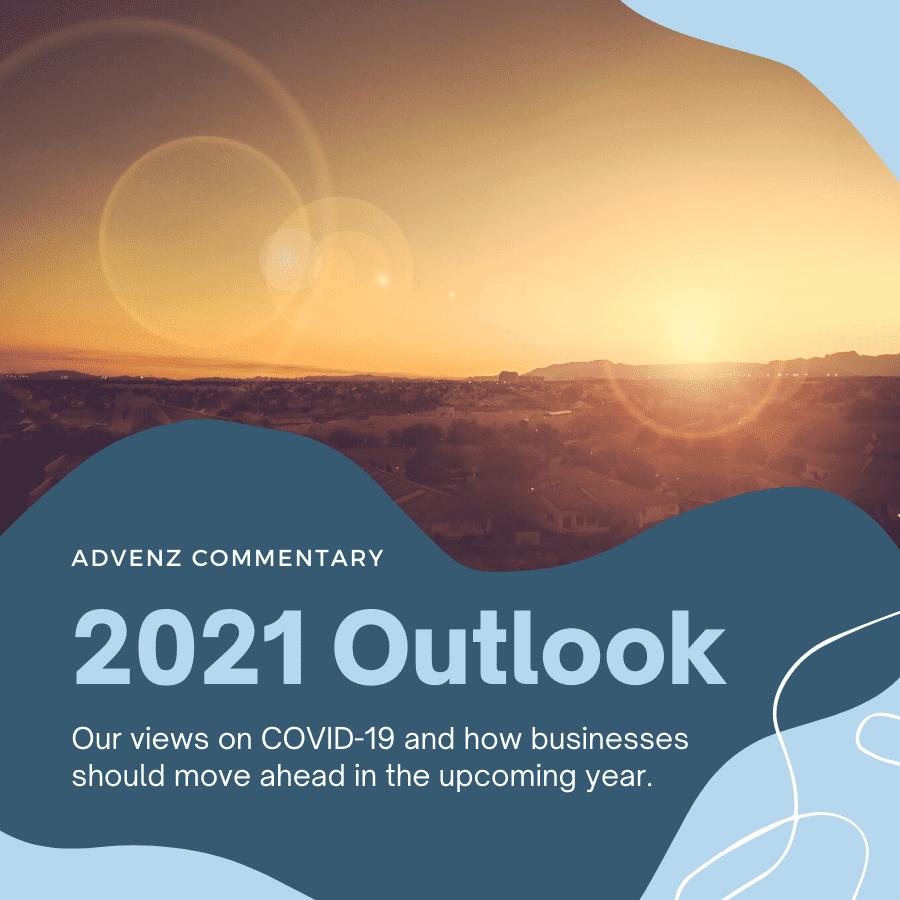 ADVENZ COMMENTARY
2021 Outlook
Our views on COVID-19 and how businesses
should move ahead in the upcoming year.